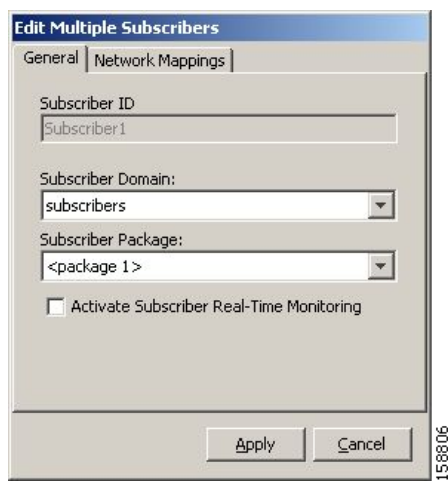 Edit Multiple Subscribers
General Network Mappings
Subscriber ID
Subscriber1
Subscriber Domain:
subscribers
Subscriber Package:
<package 1>
Activate Subscriber Real-Time Monitoring
Apply Cancel
158806